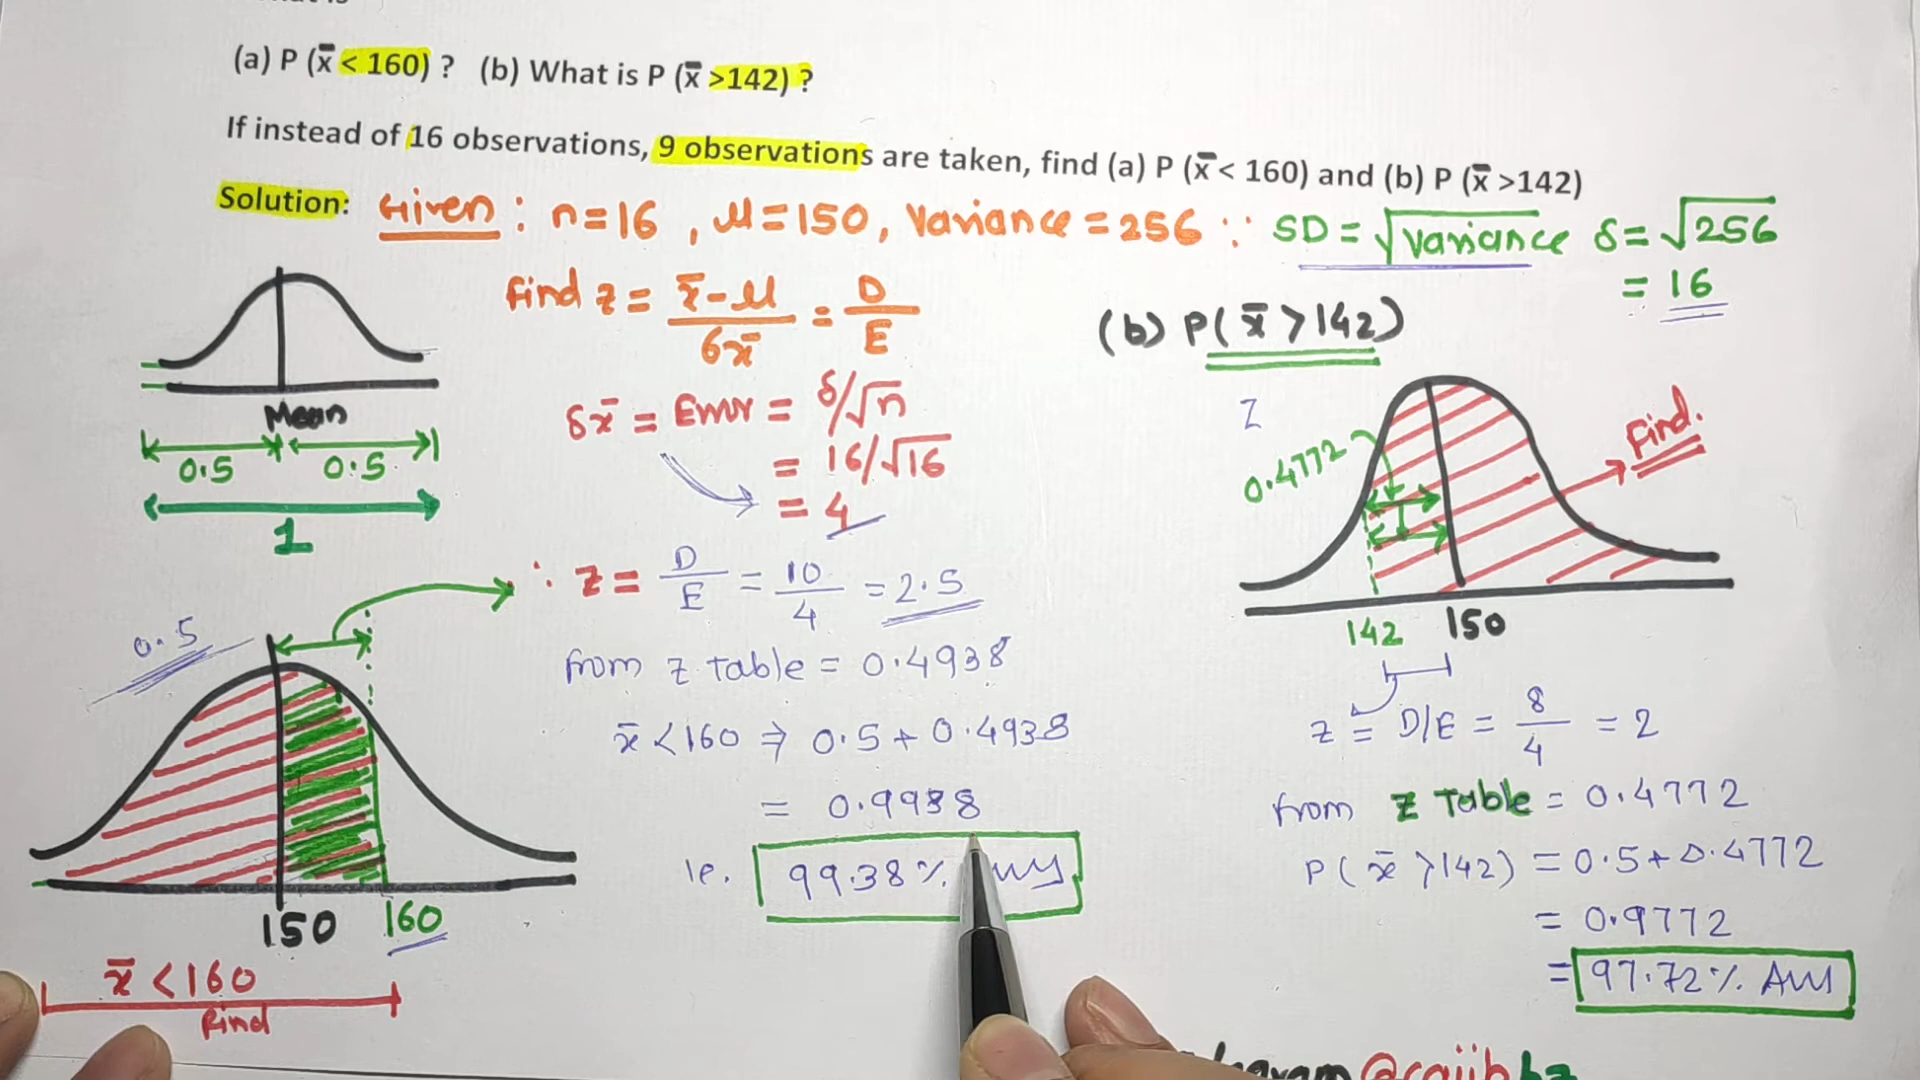 (a) P (x̄ < 160) ? (b) What is P (x̄ >142) ?
If instead of 16 observations, 9 observations are taken, find (a) P (x̄ < 160) and (b) P (x̄ >142)
Solution: Given : n=16 , μ=150, Variance=256 ∵ SD = √Variance δ = √256
= 16
Find z = x̄-μ/6x̄ = D/E
δx̄ = Error = δ/√n
= 16/√16
= 4
Mean
0.5 0.5
1
∴ z = D/E = 10/4 = 2.5
from z table = 0.4938
x̄ <160 ⇒ 0.5 + 0.4938
= 0.9938
ie. 99.38% Ans
0.5
150 160
x̄ <160
Find
(b) P( x̄ >142)
Z
0.4772
Find.
142 150
z = D/E = 8/4 = 2
from Z Table = 0.4772
P( x̄ >142) = 0.5+0.4772
= 0.9772
= 97.72% Ans